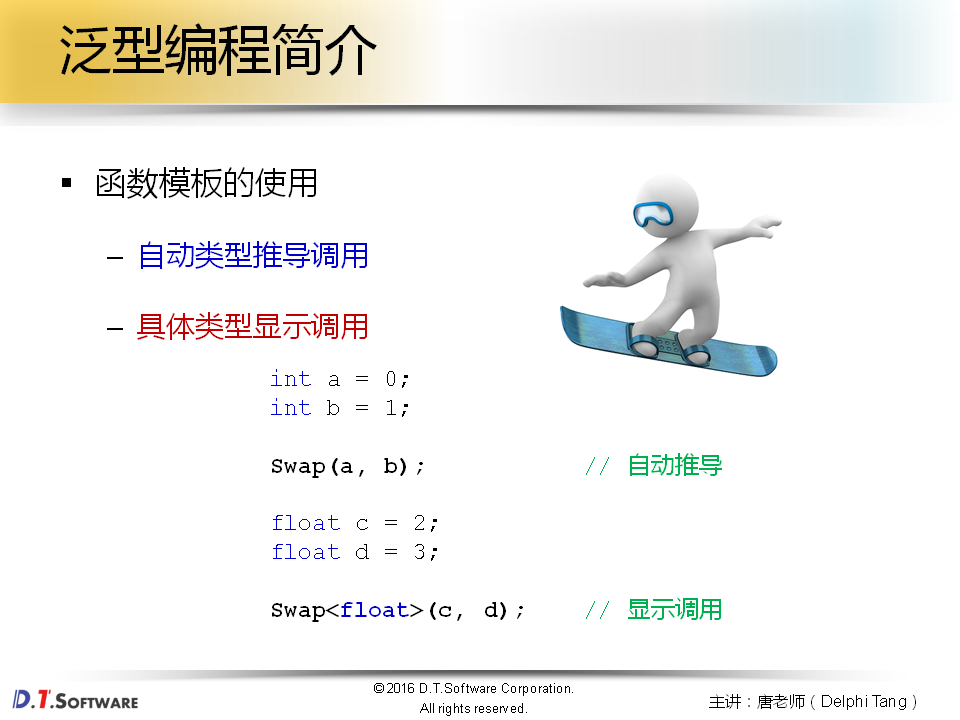 泛型编程简介
▪ 函数模板的使用
– 自动类型推导调用
– 具体类型显示调用
int a = 0;
int b = 1;
Swap(a, b); // 自动推导
float c = 2;
float d = 3;
Swap<float>(c, d); // 显示调用
D.T.SOFTWARE
©2016 D.T.Software Corporation.
All rights reserved.
主讲：唐老师（Delphi Tang）